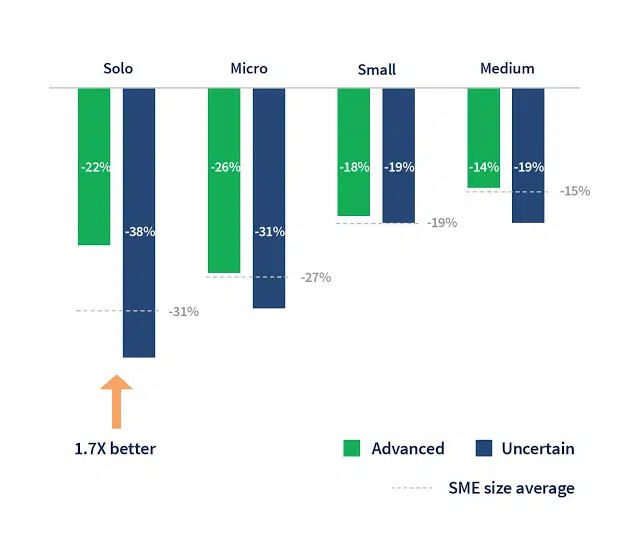 Solo Micro Small Medium
-22% -26% -18% -19% -14% -19%
-15%
-19%
-38% -31%
-27%
-31%
1.7X better
Advanced Uncertain
SME size average